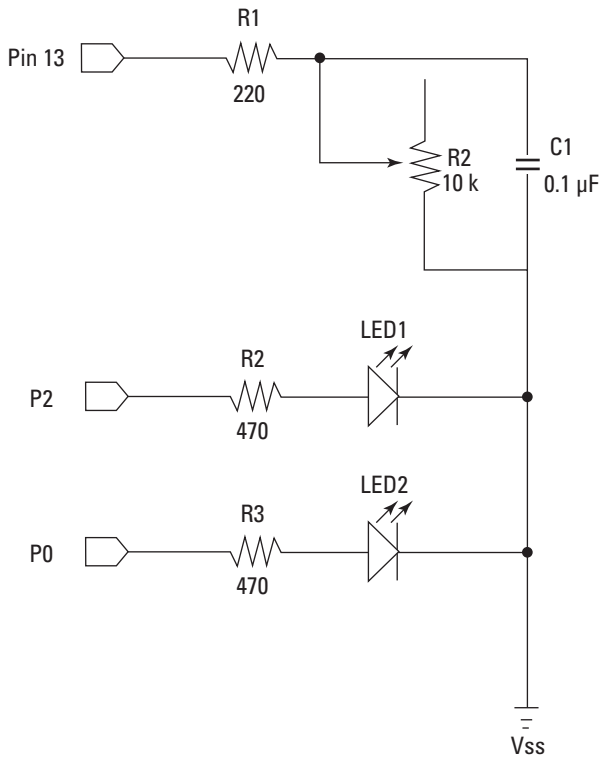 R1
Pin 13
220
R2
10 k
C1
0.1 µF
LED1
R2
P2
470
LED2
R3
P0
470
Vss